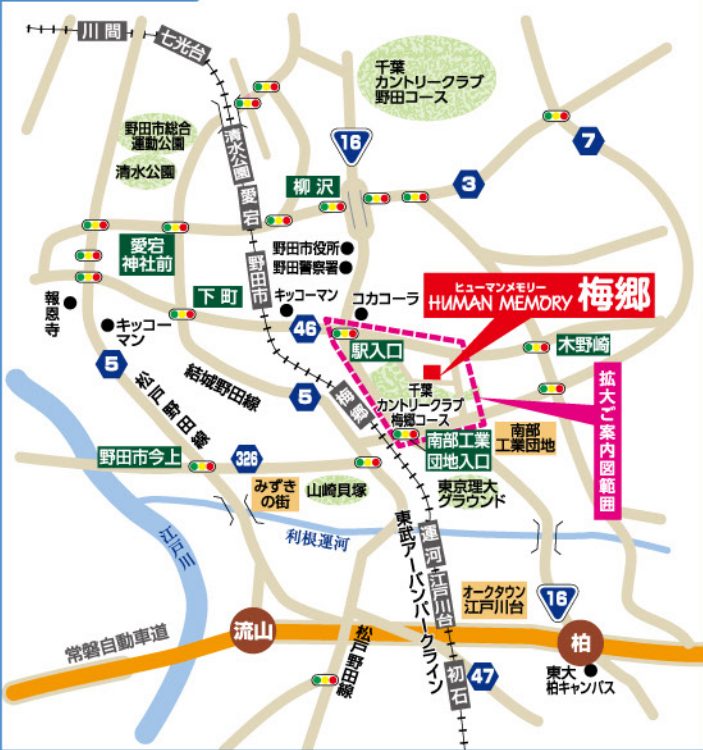 川間
七光台
千葉
カントリークラブ
野田コース
野田市総合
運動公園
清水公園
清水公園
16
7
3
柳沢
愛宕
愛宕
神社前
野田市役所
野田警察署
野田市
ヒューマンメモリー
HUMAN MEMORY 梅郷
下町
キッコーマン
コカコーラ
報恩寺
キッコー
マン
46
駅入口
木野崎
5
松戸野田線
結城野田線
5
梅郷
千葉
カントリークラブ
梅郷コース
拡大ご案内図範囲
南部工業
団地入口
南部
工業団地
野田市今上
326
みずき
の街
山崎貝塚
東京理大
グラウンド
江戸川
利根運河
東武アーバンパークライン
運河
江戸川台
オークタウン
江戸川台
16
常磐自動車道
流山
松戸野田線
柏
初石
47
東大
柏キャンパス